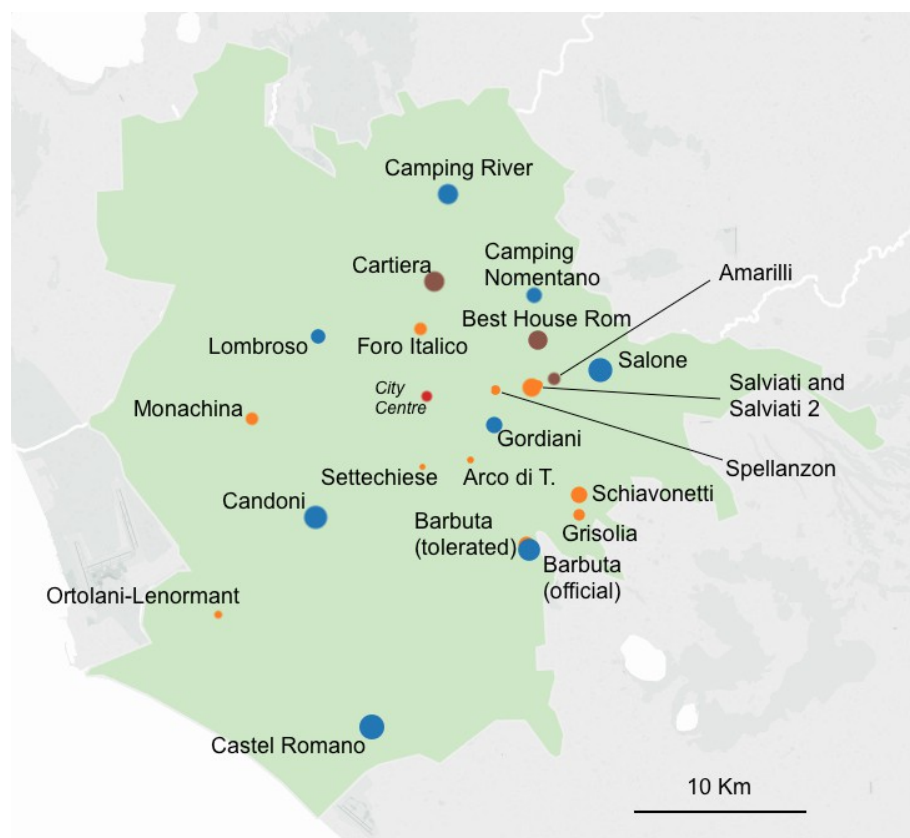 Camping River
Cartiera
Camping
Nomentano
Amarilli
Best House Rom
Lombroso
Foro Italico
Salone
City
Centre
Salviati and
Salviati 2
Monachina
Gordiani
Spellanzon
Settechiese
Arco di T.
Schiavonetti
Candoni
Barbuta
(tolerated)
Grisolia
Barbuta
(official)
Ortolani-Lenormant
Castel Romano
10 Km